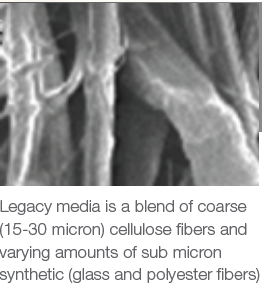 Legacy media is a blend of coarse
(15-30 micron) cellulose fibers and
varying amounts of sub micron
synthetic (glass and polyester fibers)